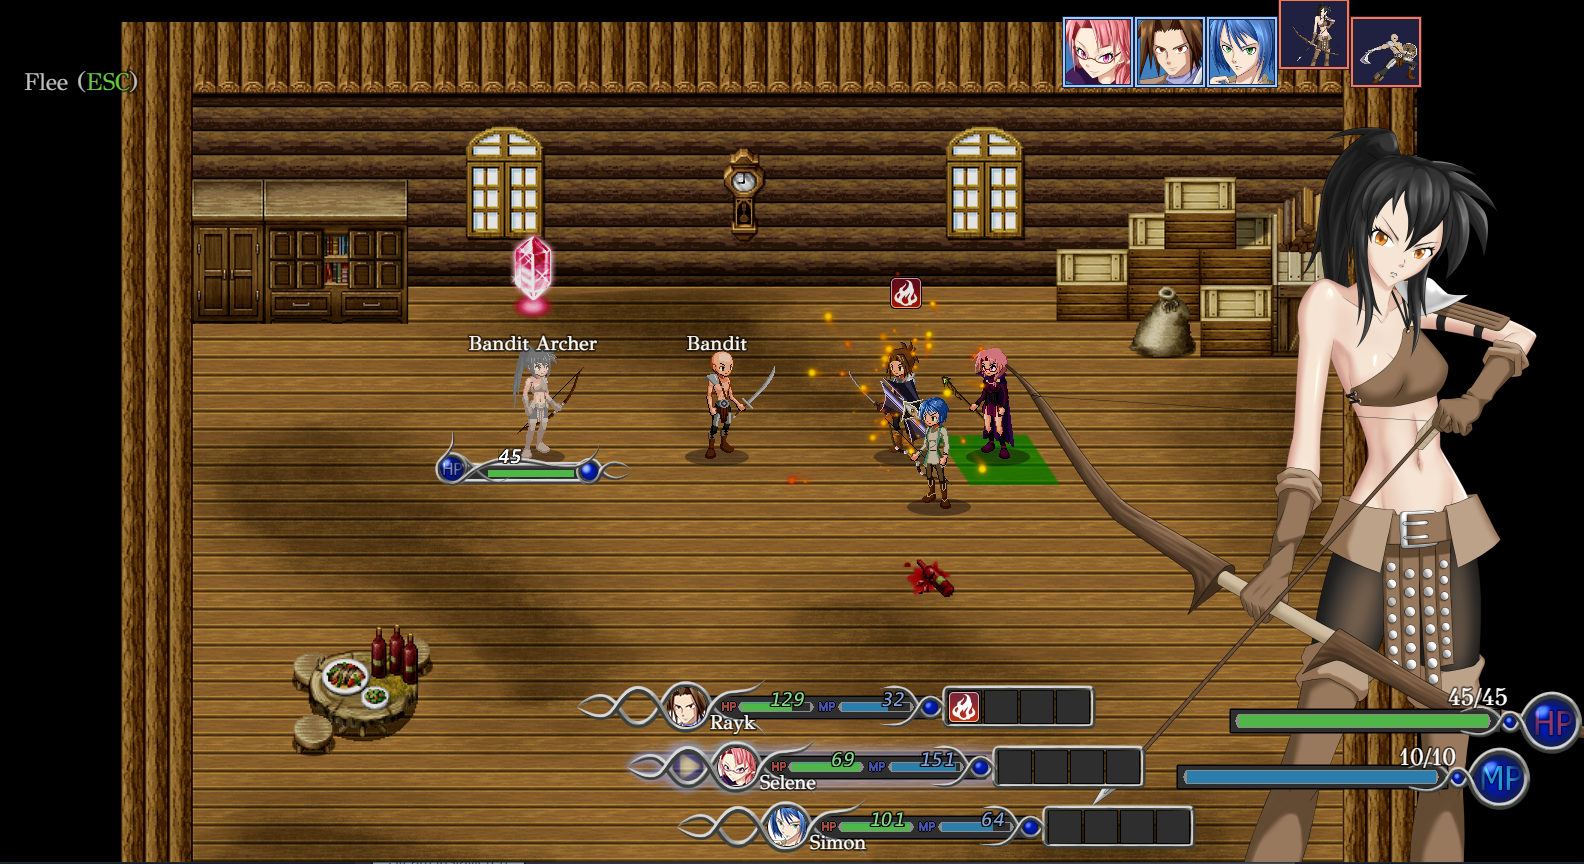 Flee (ESC)
Bandit Archer
Bandit
HP
45
HP 129 MP 32
Rayk
HP 69 MP 151
Selene
HP 101 MP 64
Simon
45/45
HP
10/10
MP